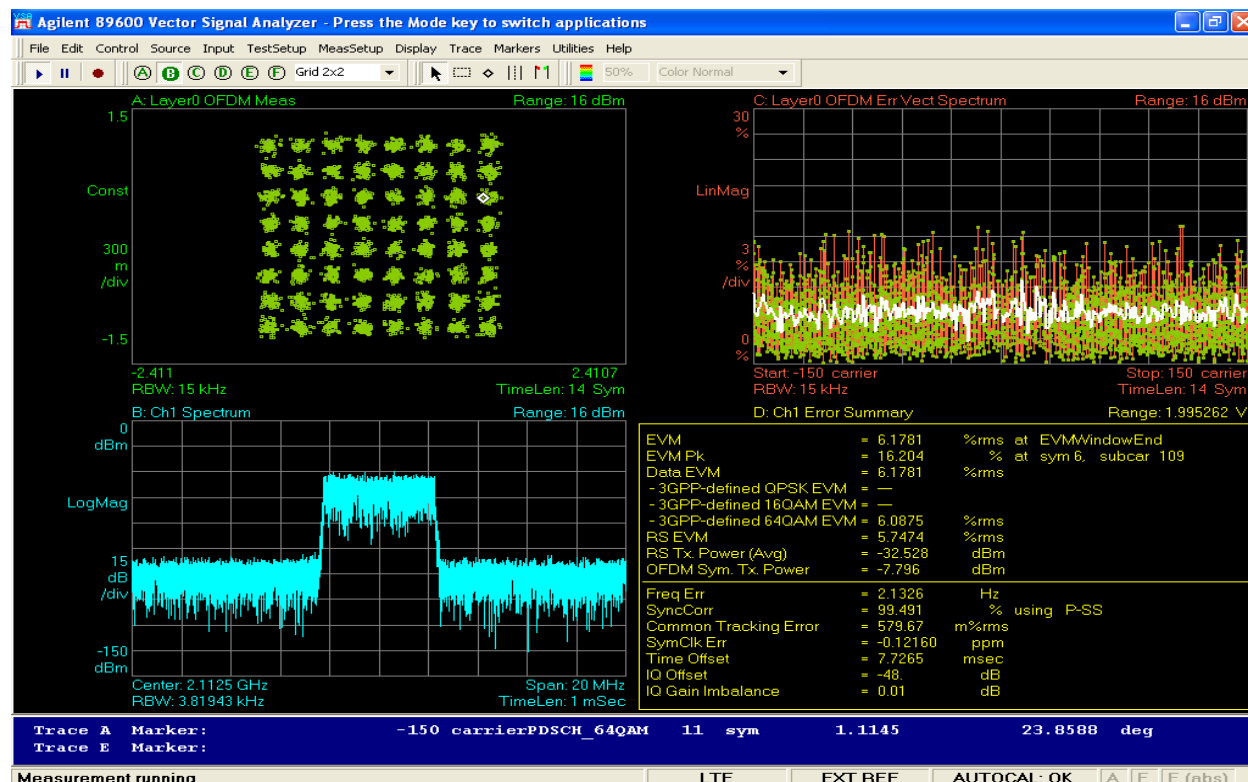 Agilent 89600 Vector Signal Analyzer - Press the Mode key to switch applications
File Edit Control Source Input TestSetup MeasSetup Display Trace Markers Utilities Help
A B C D E F Grid 2x2 50% Color Normal
A: Layer0 OFDM Meas Range: 16 dBm
1.5
Const
300
m
/div
-1.5
-2.411 2.4107
RBW: 15 kHz TimeLen: 14 Sym
C: Layer0 OFDM Err Vect Spectrum Range: 16 dBm
30
%
LinMag
3
%
/div
0
%
Start: -150 carrier Stop: 150 carrier
RBW: 15 kHz TimeLen: 14 Sym
B: Ch1 Spectrum Range: 16 dBm
0
dBm
LogMag
15
dB
/div
-150
dBm
Center: 2.1125 GHz Span: 20 MHz
RBW: 3.81943 kHz TimeLen: 1 mSec
D: Ch1 Error Summary Range: 1.995262 V
EVM = 6.1781 %rms at EVMWindowEnd
EVM Pk = 16.204 % at sym 6, subcar 109
Data EVM = 6.1781 %rms
- 3GPP-defined QPSK EVM = —
- 3GPP-defined 16QAM EVM = —
- 3GPP-defined 64QAM EVM = 6.0875 %rms
RS EVM = 5.7474 %rms
RS Tx. Power (Avg) = -32.528 dBm
OFDM Sym. Tx. Power = -7.796 dBm
Freq Err = 2.1326 Hz
SyncCorr = 99.491 % using P-SS
Common Tracking Error = 579.67 m%rms
SymClk Err = -0.12160 ppm
Time Offset = 7.7265 msec
IQ Offset = -48. dB
IQ Gain Imbalance = 0.01 dB
Trace A Marker: -150 carrierPDSCH_64QAM 11 sym 1.1145 23.8588 deg
Trace E Marker:
Measurement running LTE EXT REF AUTOCAL: OK A F F (abs)